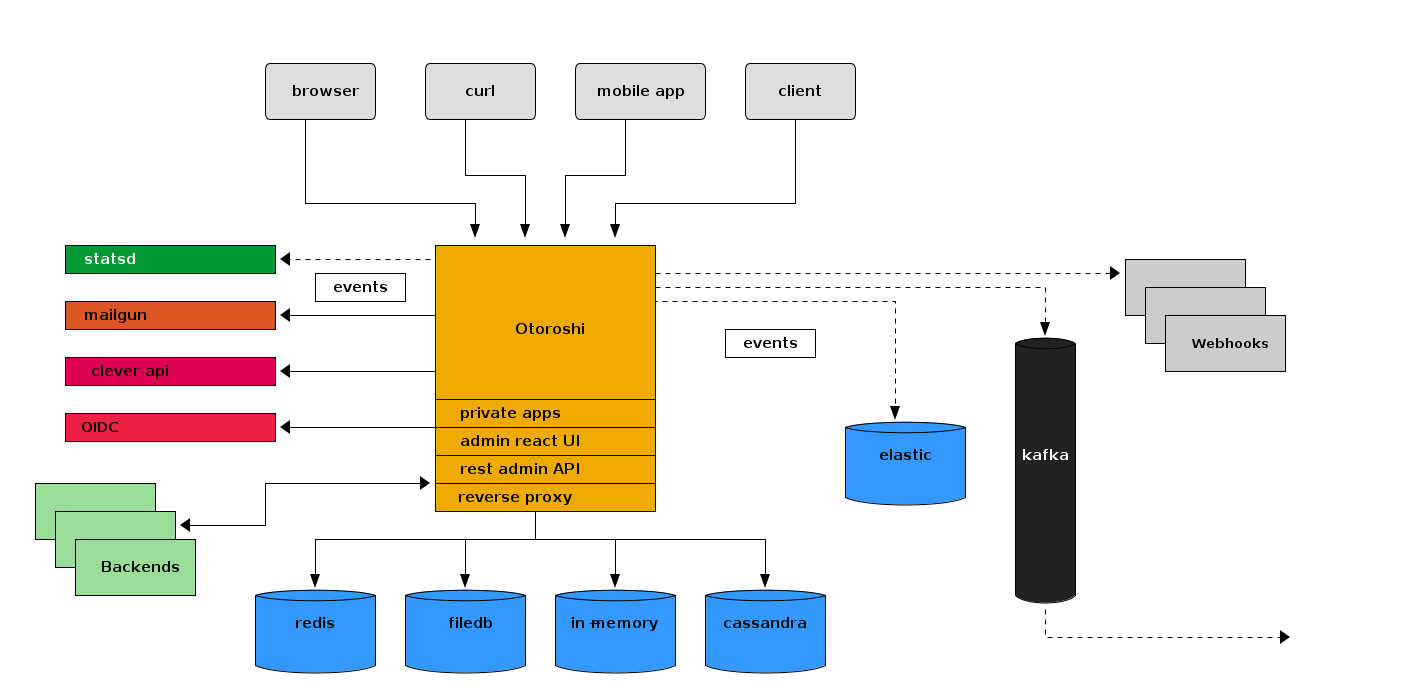 browser
curl
mobile app
client
statsd
events
mailgun
Otoroshi
events
Webhooks
clever api
private apps
OIDC
admin react UI
elastic
kafka
rest admin API
reverse proxy
Backends
redis
filedb
in memory
cassandra